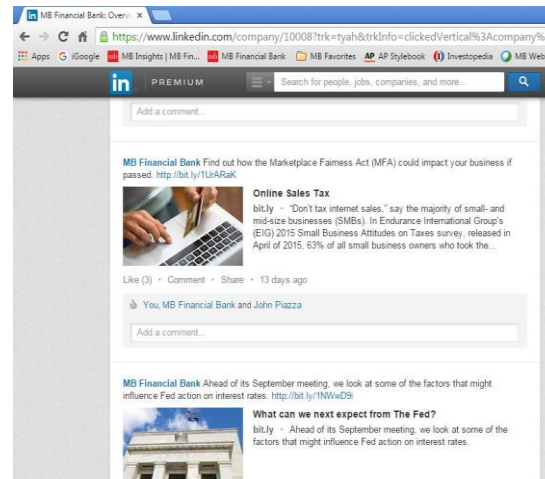 MB Financial Bank: Overvi
https://www.linkedin.com/company/10008?trk=tyah&trkInfo=clickedVertical%3Acompany%
Apps iGoogle MB Insights | MB Fin... MB Financial Bank MB Favorites AP AP Stylebook Investopedia MB Web
in PREMIUM Search for people, jobs, companies, and more...
Add a comment...
MB Financial Bank Find out how the Marketplace Fairness Act (MFA) could impact your business if
passed. http://bit.ly/1UrARaK
Online Sales Tax
bit.ly • "Don't tax internet sales," say the majority of small- and
mid-size businesses (SMBs). In Endurance International Group's
(EIG) 2015 Small Business Attitudes on Taxes survey, released in
April of 2015, 63% of all small business owners who took the...
Like (3) • Comment • Share • 13 days ago
You, MB Financial Bank and John Piazza
Add a comment...
MB Financial Bank Ahead of its September meeting, we look at some of the factors that might
influence Fed action on interest rates. http://bit.ly/1NWwD9i
What can we next expect from The Fed?
bit.ly • Ahead of its September meeting, we look at some of the
factors that might influence Fed action on interest rates.